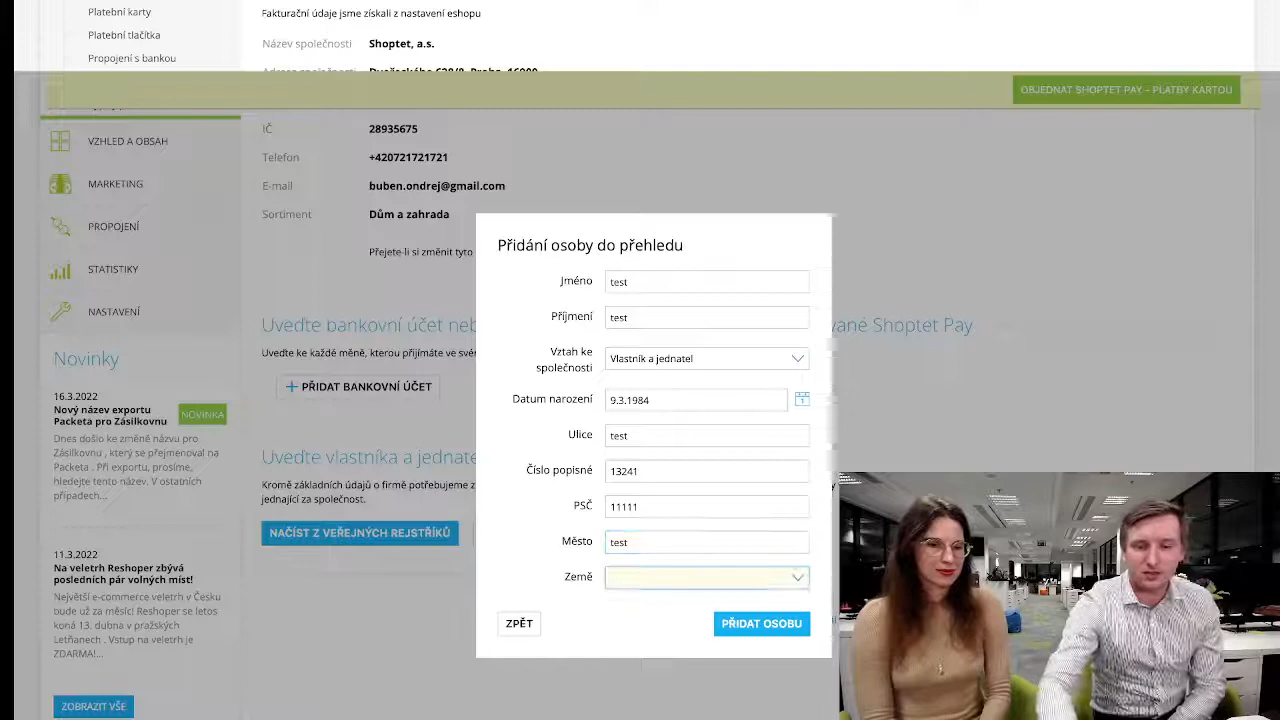 Platební karty
Platební tlačítka
Propojení s bankou
Fakturační údaje jsme získali z nastavení eshopu
Název společnosti Shoptet, a.s.
OBJEDNAT SHOPTET PAY – PLATBY KARTOU
VZHLED A OBSAH
MARKETING
PROPOJENÍ
STATISTIKY
NASTAVENÍ
IČ 28935675
Telefon +420721721721
E-mail buben.ondrej@gmail.com
Sortiment Dům a zahrada
Přejete-li si změnit tyto
Uveďte bankovní účet
vané Shoptet Pay
Uveďte ke každé měně, kterou přijímáte ve
PŘIDAT BANKOVNÍ ÚČET
Uveďte vlastníka a jednate
Kromě základních údajů o firmě potřebujeme z
jednající za společnost.
NAČÍST Z VEŘEJNÝCH REJSTŘÍKŮ
Novinky
16.3.2022
Nový název exportu
Packeta pro Zásilkovnu
NOVINKA
Dnes došlo ke změně názvu pro
Zásilkovnu , který se přejmenoval na
Packeta . Při exportu, prosíme,
hledejte tento název. V ostatních
případech...
11.3.2022
Na veletrh Reshoper zbývá
posledních pár volných míst!
Největší e-commerce veletrh v Česku
bude už za měsíc! Reshoper se letos
koná 13. dubna v pražských
Letňanech . Vstup na veletrh je
ZDARMA!...
ZOBRAZIT VŠE
Přidání osoby do přehledu
Jméno test
Příjmení test
Vztah ke
společnosti
Vlastník a jednatel
Datum narození 9.3.1984
Ulice test
Číslo popisné 13241
PSČ 11111
Město test
Země
ZPĚT
PŘIDAT OSOBU